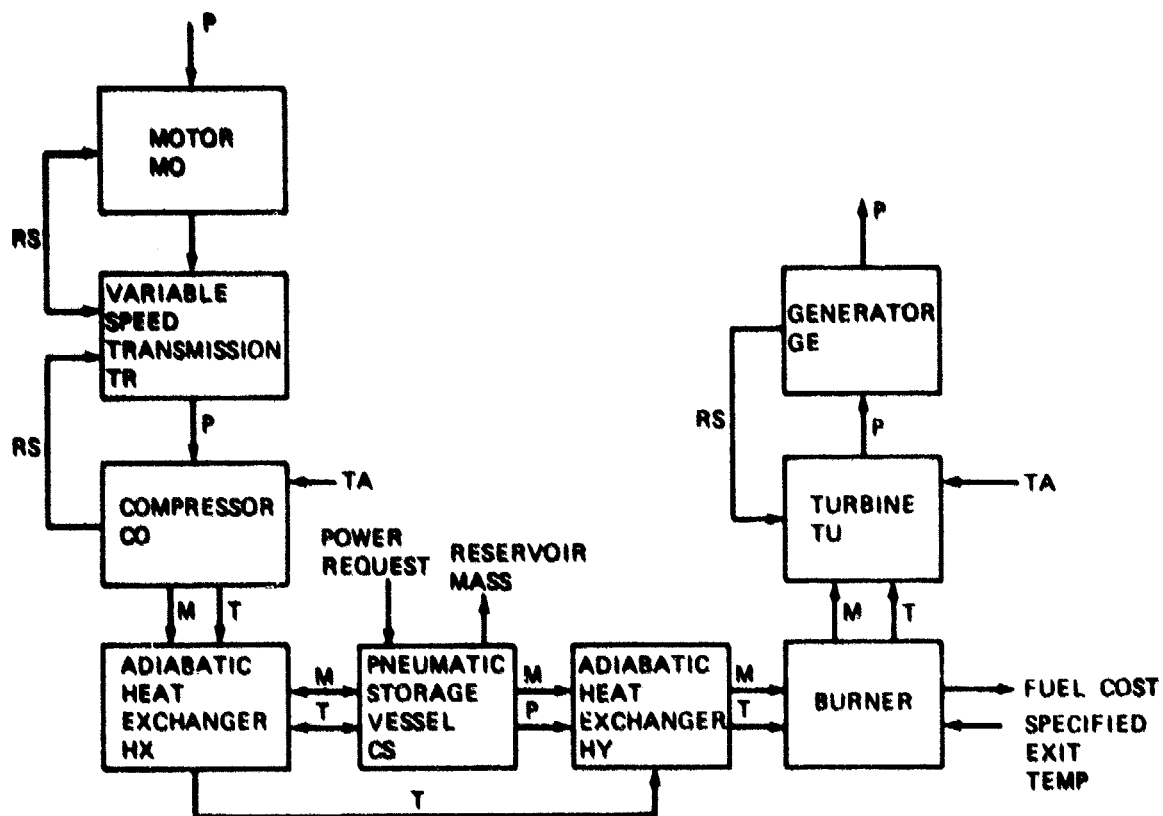 P
MOTOR
MO
RS
VARIABLE
SPEED
TRANSMISSION
TR
RS
P
COMPRESSOR
CO
TA
M
T
POWER
REQUEST
RESERVOIR
MASS
ADIABATIC
HEAT
EXCHANGER
HX
M
T
PNEUMATIC
STORAGE
VESSEL
CS
M
P
ADIABATIC
HEAT
EXCHANGER
HY
M
T
T
BURNER
FUEL COST
SPECIFIED
EXIT
TEMP
M
T
TURBINE
TU
TA
RS
P
GENERATOR
GE
P